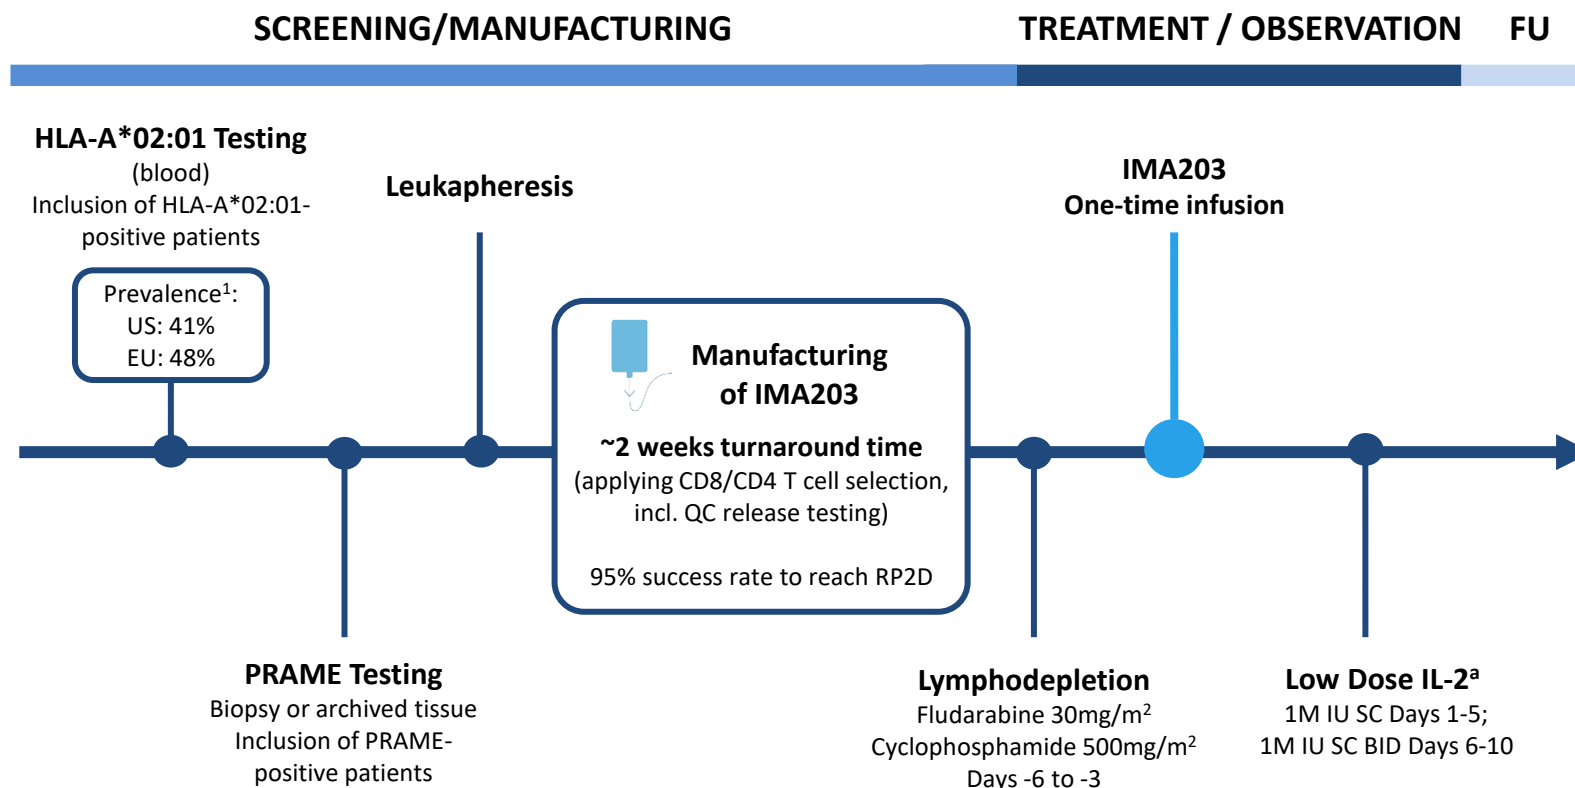 SCREENING/MANUFACTURING
TREATMENT / OBSERVATION
FU
HLA-A*02:01 Testing
(blood)
Inclusion of HLA-A*02:01-
positive patients
Prevalence¹:
US: 41%
EU: 48%
PRAME Testing
Biopsy or archived tissue
Inclusion of PRAME-
positive patients
Leukapheresis
Manufacturing
of IMA203
~2 weeks turnaround time
(applying CD8/CD4 T cell selection,
incl. QC release testing)
95% success rate to reach RP2D
Lymphodepletion
Fludarabine 30mg/m²
Cyclophosphamide 500mg/m²
Days -6 to -3
IMA203
One-time infusion
Low Dose IL-2ᵃ
1M IU SC Days 1-5;
1M IU SC BID Days 6-10